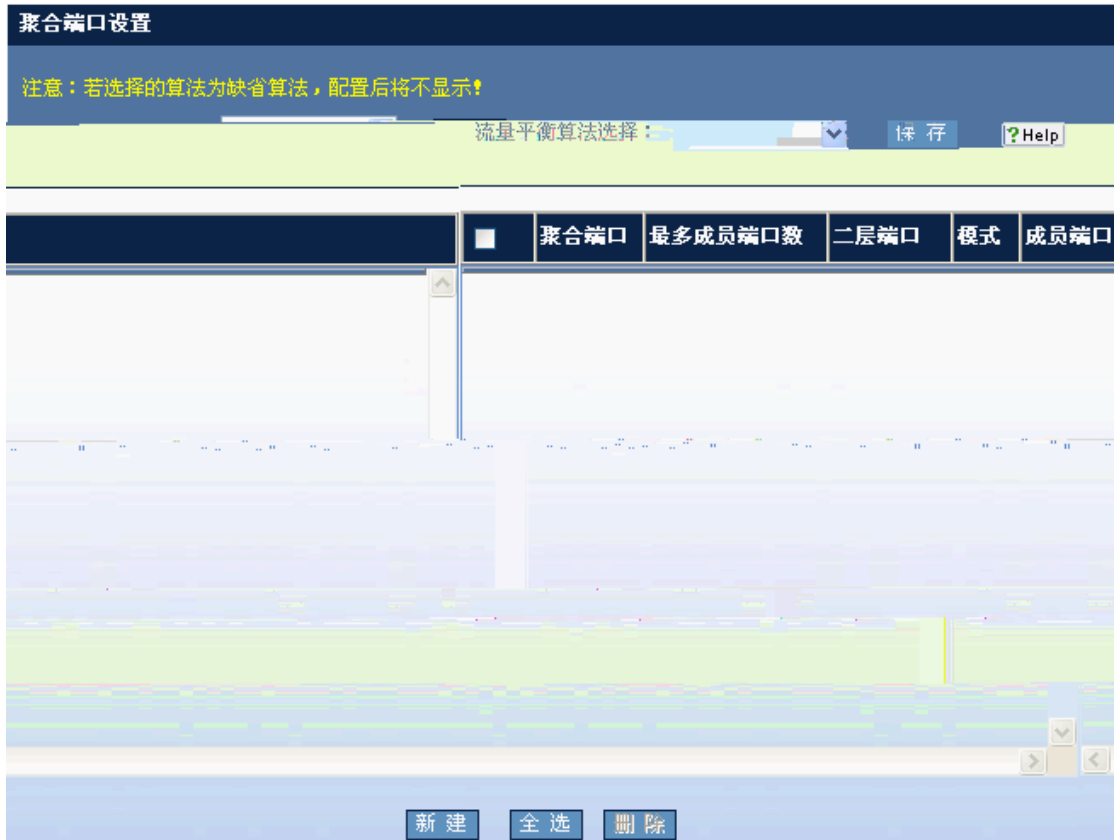 聚合端口设置
注意：若选择的算法为缺省算法，配置后将不显示！
流量平衡算法选择： 保存 ?Help
聚合端口 最多成员端口数 二层端口 模式 成员端口
新建 全选 删除